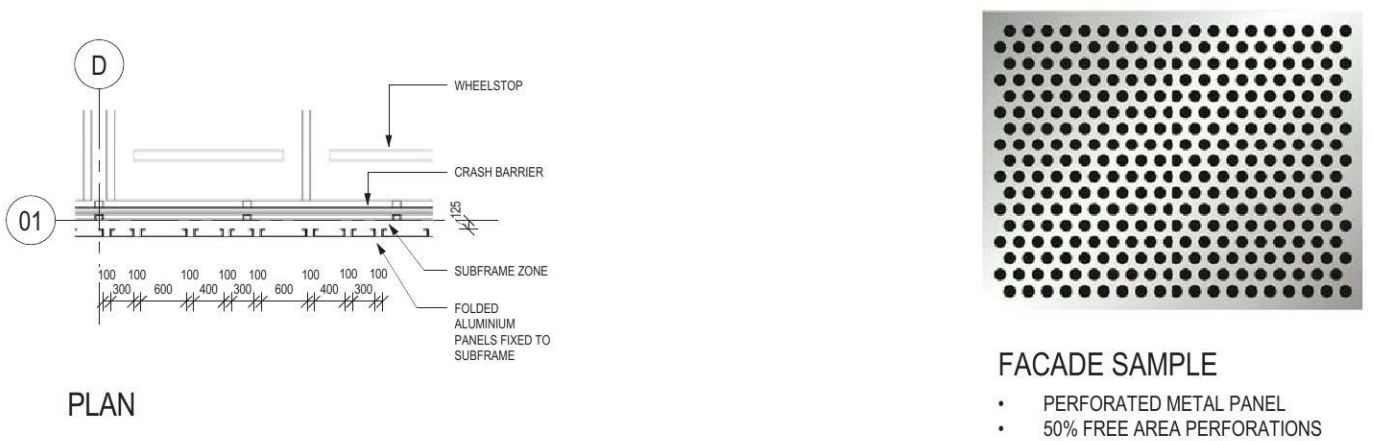 D
WHEELSTOP
CRASH BARRIER
01
125
SUBFRAME ZONE
100 100 100 100 100 100 100 100
300 600 400 300 600 400 300
FOLDED
ALUMINIUM
PANELS FIXED TO
SUBFRAME
PLAN
FACADE SAMPLE
• PERFORATED METAL PANEL
• 50% FREE AREA PERFORATIONS